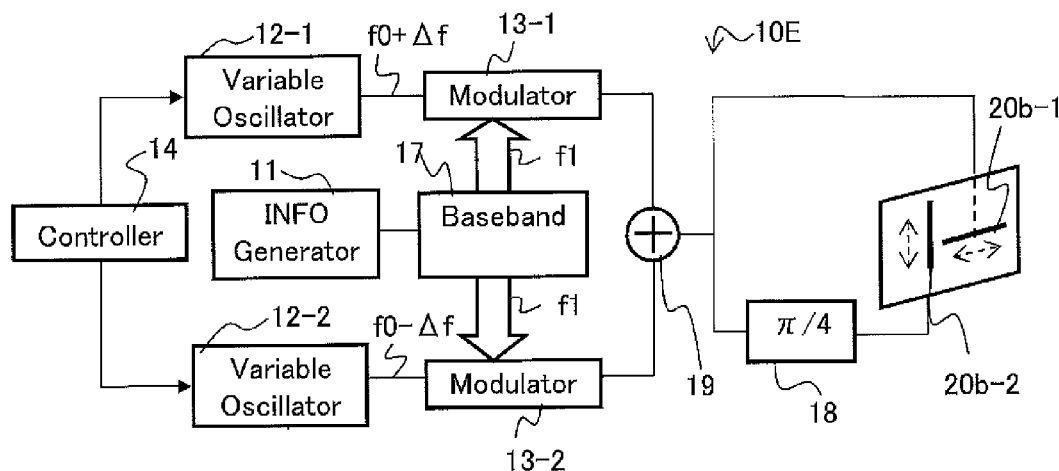 12-1
Variable
Oscillator
f0+Δf
13-1
Modulator
10E
20b-1
14
Controller
11
INFO
Generator
17
Baseband
f1
f1
19
π/4
18
20b-2
12-2
Variable
Oscillator
f0-Δf
Modulator
13-2